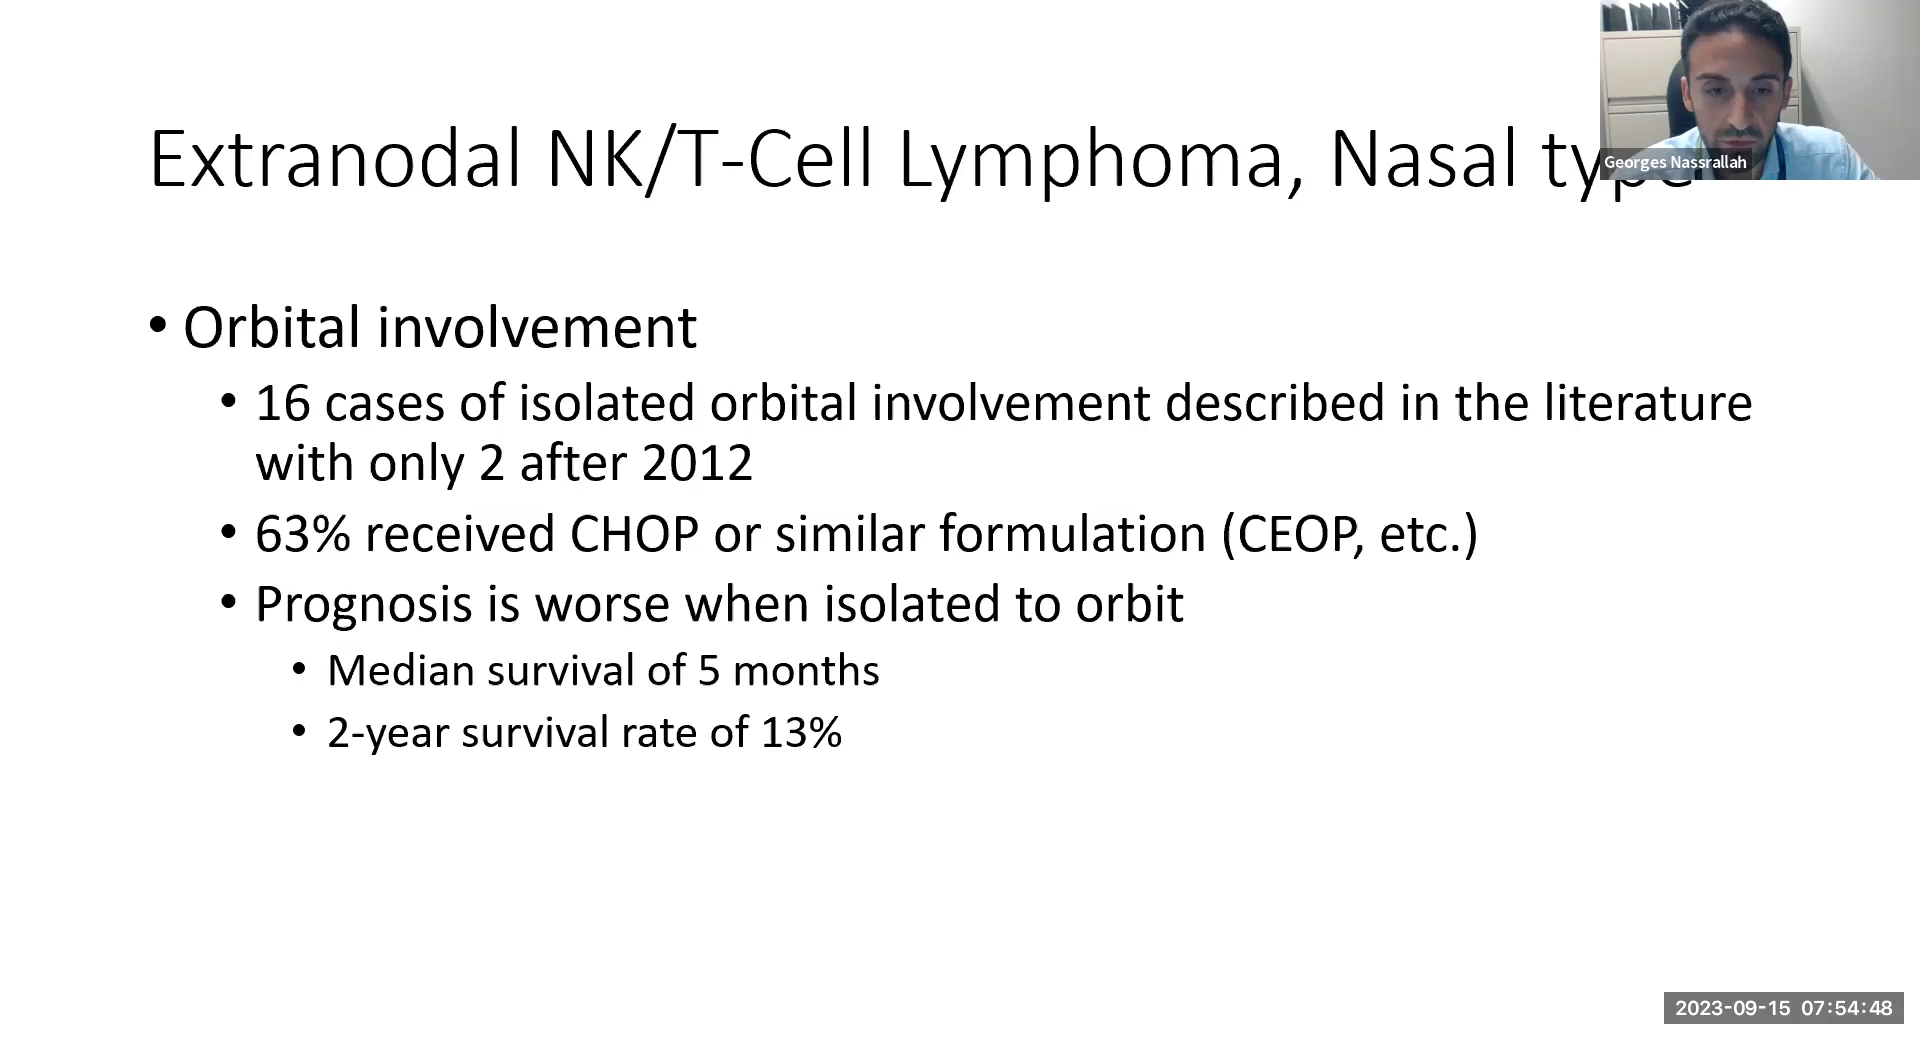 Extranodal NK/T-Cell Lymphoma, Nasal type
Georges Nassrallah
• Orbital involvement
• 16 cases of isolated orbital involvement described in the literature
with only 2 after 2012
• 63% received CHOP or similar formulation (CEOP, etc.)
• Prognosis is worse when isolated to orbit
• Median survival of 5 months
• 2-year survival rate of 13%
2023-09-15 07:54:48